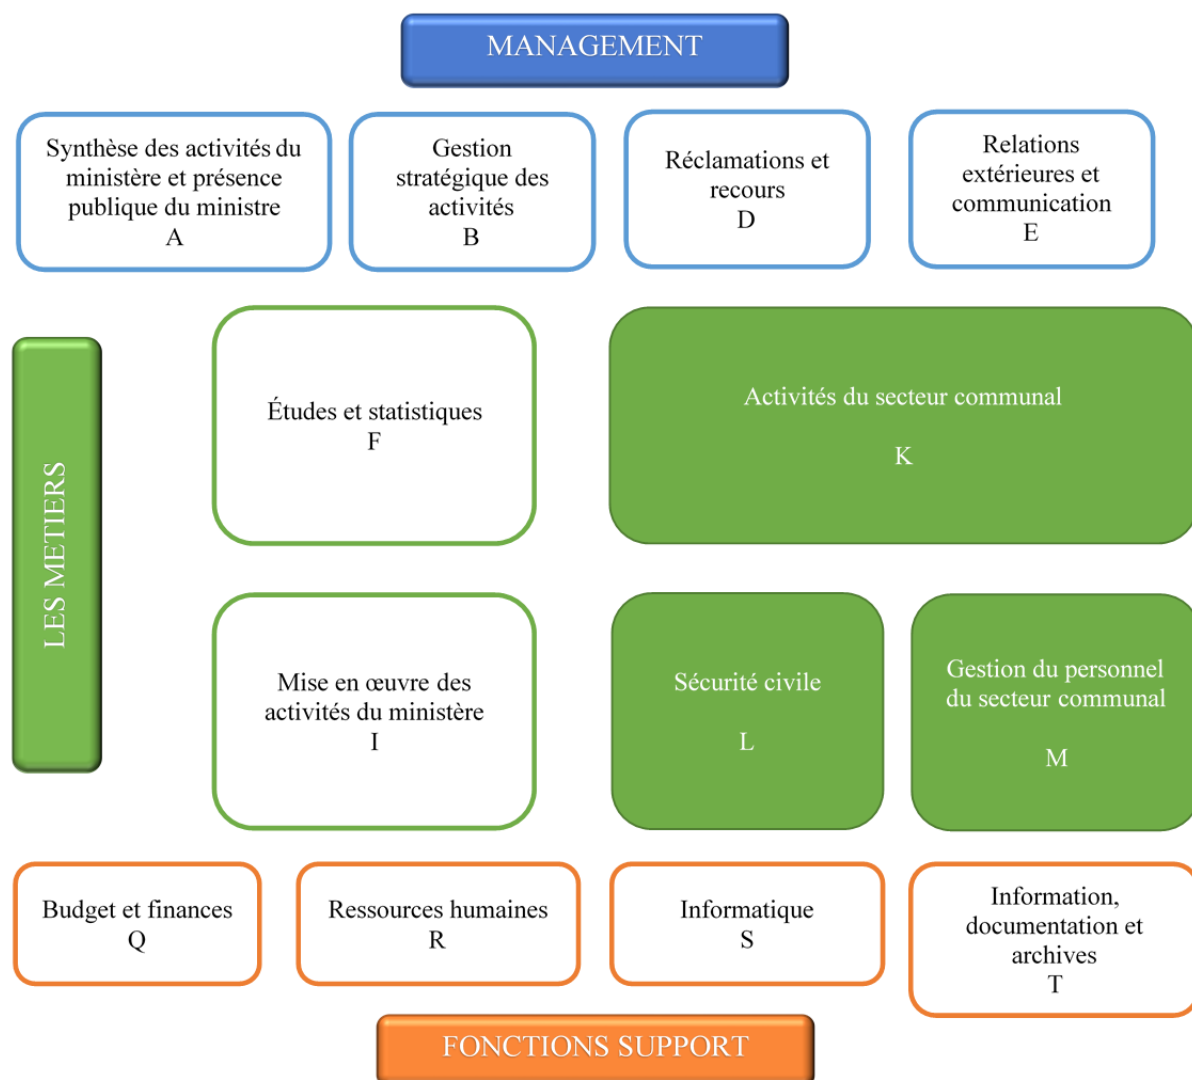 MANAGEMENT
Synthèse des activités du
ministère et présence
publique du ministre
A
Gestion
stratégique des
activités
B
Réclamations et
recours
D
Relations
extérieures et
communication
E
LES METIERS
Études et statistiques
F
Activités du secteur communal
K
Mise en œuvre des
activités du ministère
I
Sécurité civile
L
Gestion du personnel
du secteur communal
M
Budget et finances
Q
Ressources humaines
R
Informatique
S
Information,
documentation et
archives
T
FONCTIONS SUPPORT